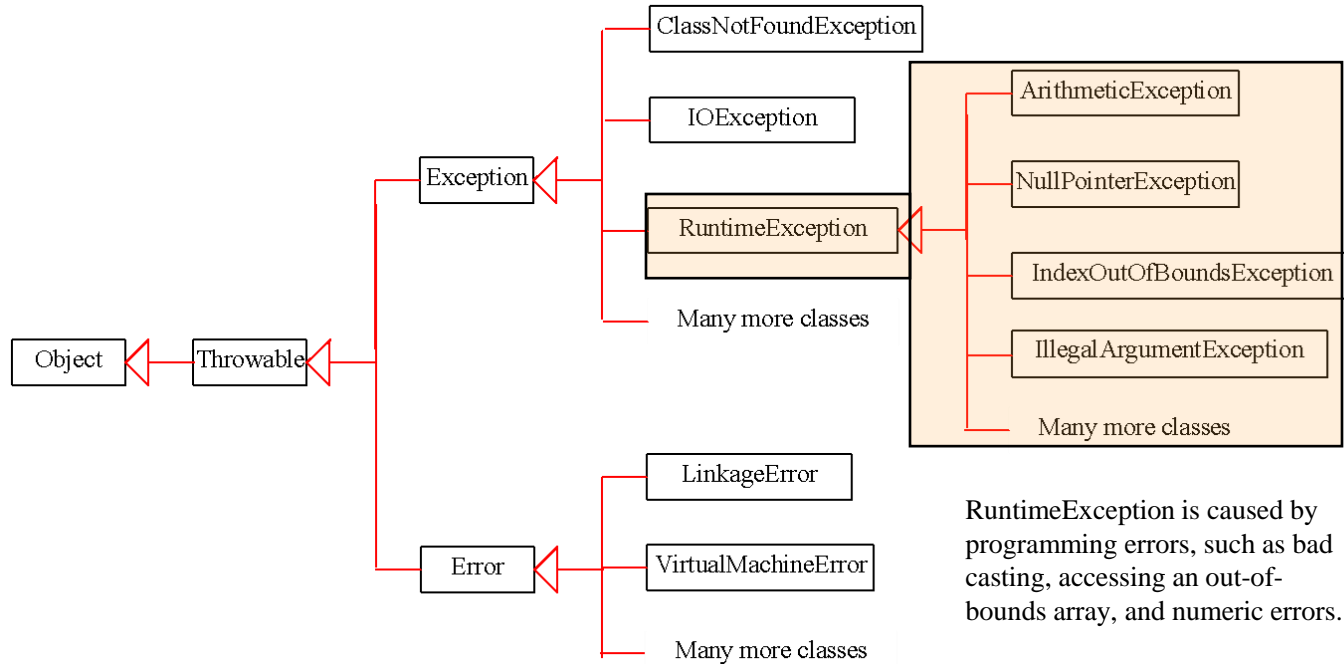 ClassNotFoundException
ArithmeticException
IOException
Exception
NullPointerException
RuntimeException
IndexOutOfBoundsException
Many more classes
Object
Throwable
IllegalArgumentException
Many more classes
LinkageError
Error
VirtualMachineError
Many more classes
RuntimeException is caused by
programming errors, such as bad
casting, accessing an out-of-
bounds array, and numeric errors.